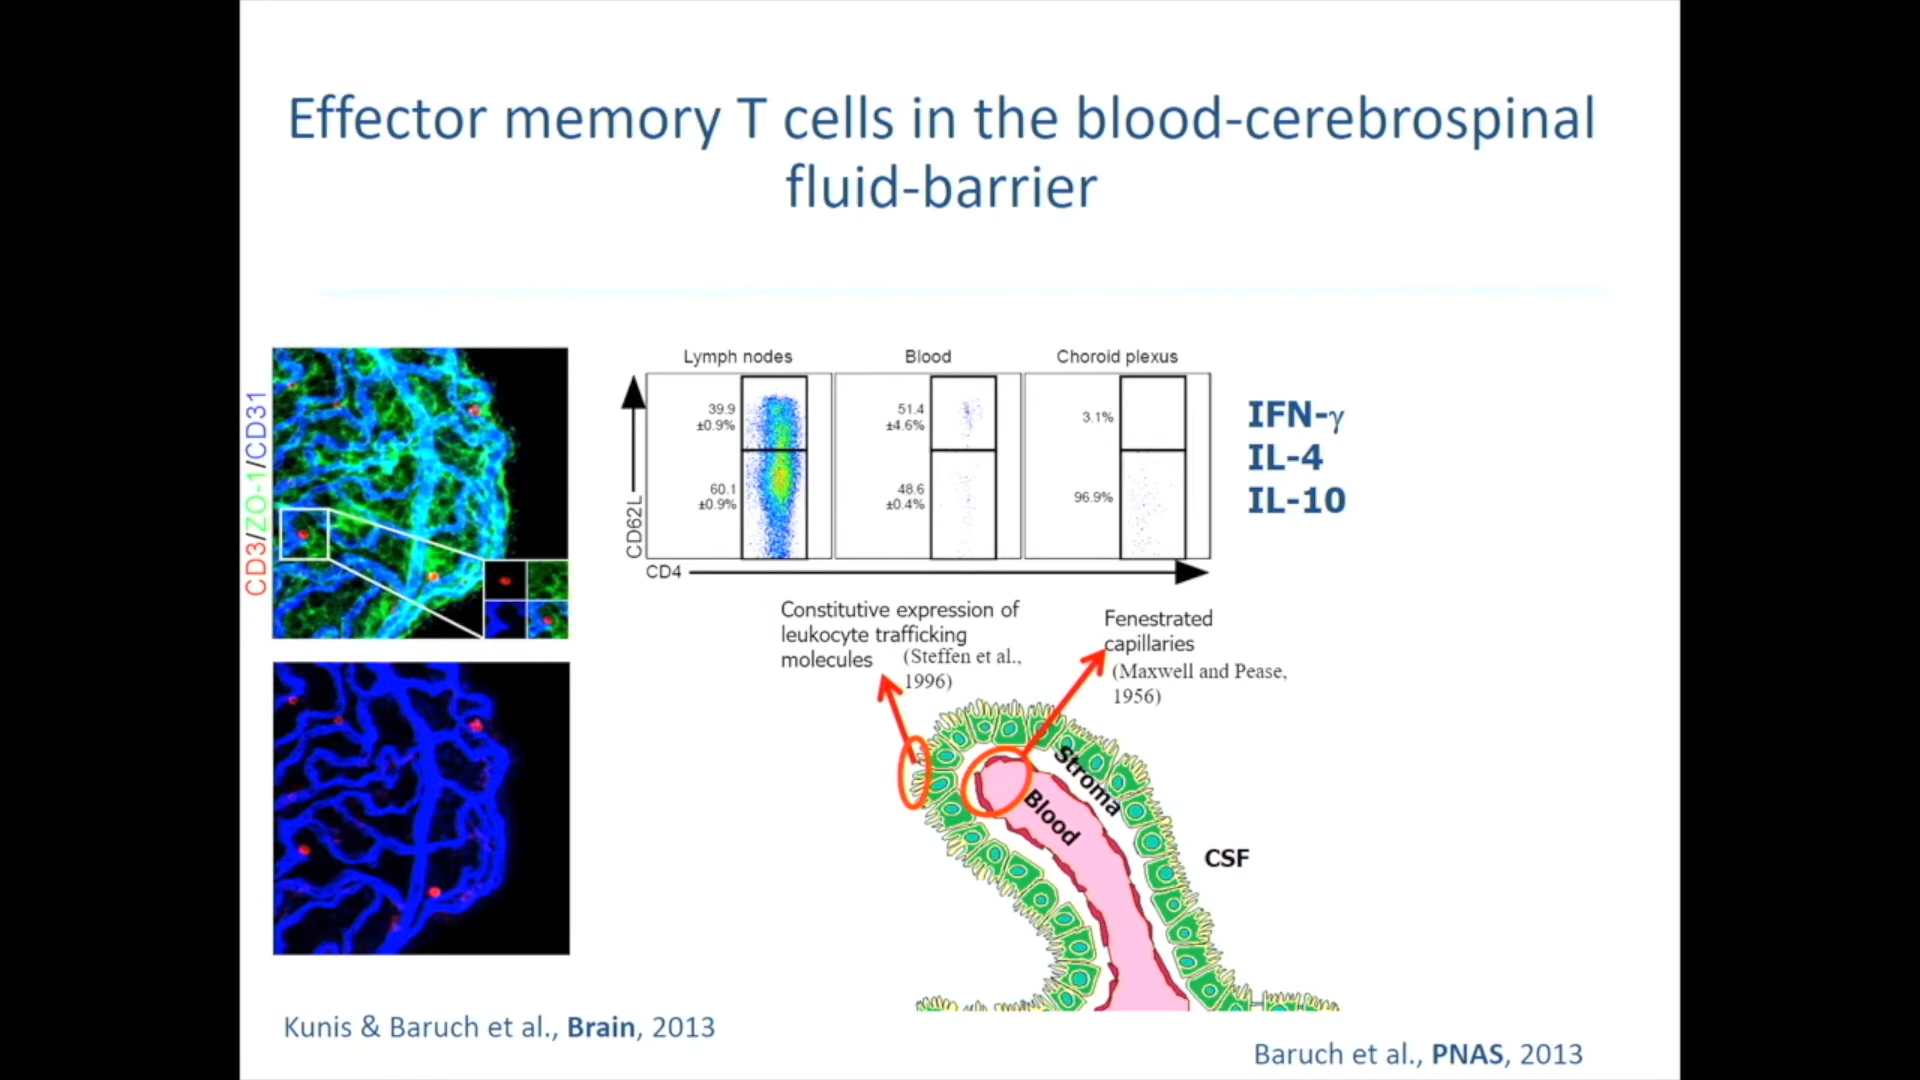 Effector memory T cells in the blood-cerebrospinal
fluid-barrier
CD3/ZO-1/CD31
Lymph nodes
Blood
Choroid plexus
39.9
±0.9%
60.1
±0.9%
51.4
±4.6%
48.6
±0.4%
3.1%
96.9%
CD62L
CD4
IFN-γ
IL-4
IL-10
Constitutive expression of
leukocyte trafficking
molecules
(Steffen et al.,
1996)
Fenestrated
capillaries
(Maxwell and Pease,
1956)
Stroma
Blood
CSF
Kunis & Baruch et al., Brain, 2013
Baruch et al., PNAS, 2013